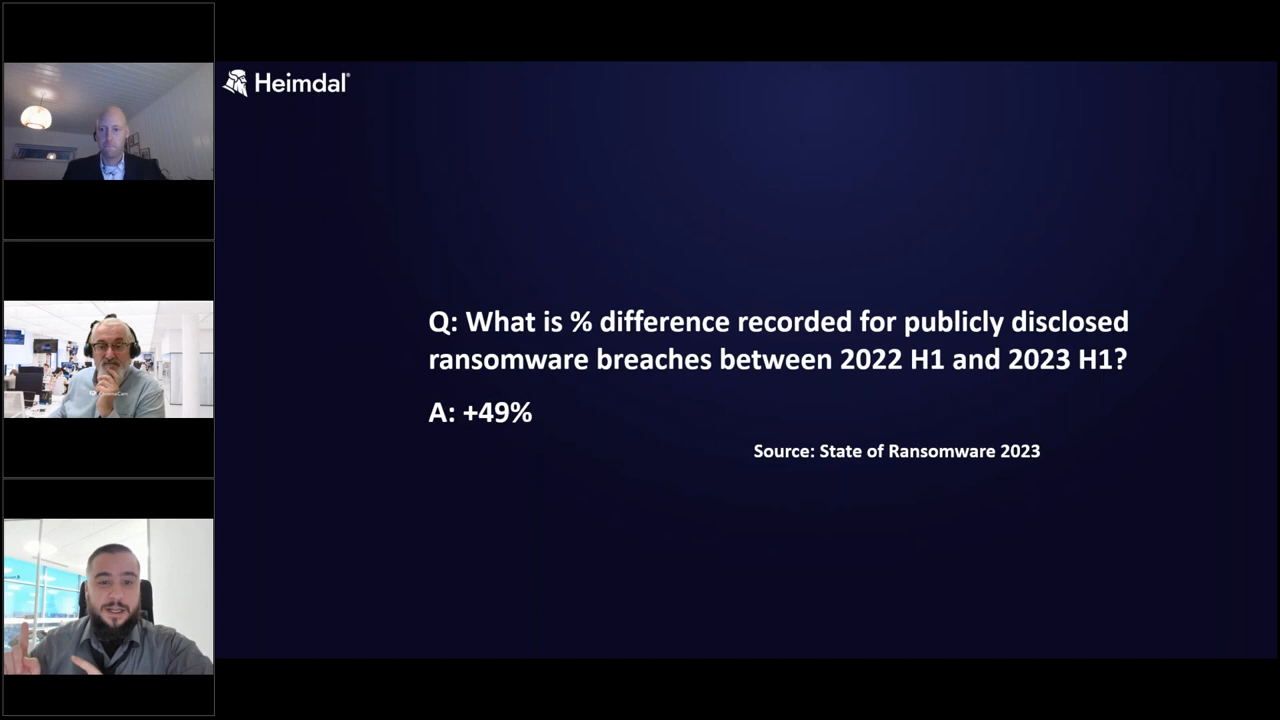 Heimdal®
Q: What is % difference recorded for publicly disclosed
ransomware breaches between 2022 H1 and 2023 H1?
A: +49%
Source: State of Ransomware 2023